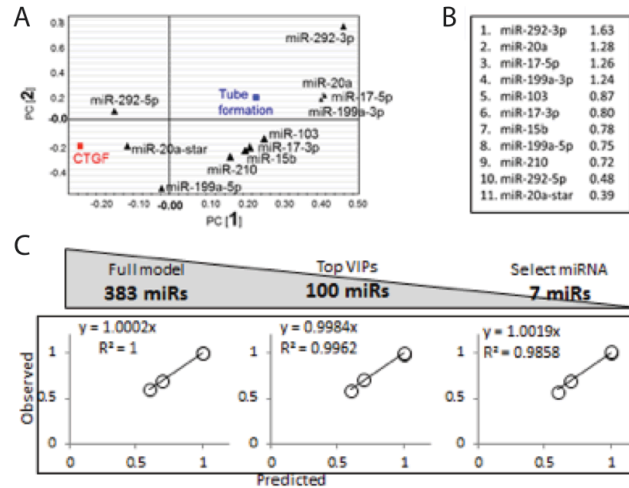 A
0.8
0.6
0.4
0.2
-0.0
0.2
0.4
PC [2]
miR-292-3p
miR-20a
miR-17-5p
miR-199a-3p
Tube
formation
miR-292-5p
miR-20a-star
CTGF
miR-103
miR-17-3p
miR-15b
miR-210
miR-199a-5p
-0.20 -0.10 -0.00 0.10 0.20 0.30 0.40 0.50
PC [1]
B
1. miR-292-3p 1.63
2. miR-20a 1.28
3. miR-17-5p 1.26
4. miR-199a-3p 1.24
5. miR-103 0.87
6. miR-17-3p 0.80
7. miR-15b 0.78
8. miR-199a-5p 0.75
9. miR-210 0.72
10. miR-292-5p 0.48
11. miR-20a-star 0.39
C
Full model
383 miRs
Top VIPs
100 miRs
Select miRNA
7 miRs
Observed
y = 1.0002x
R² = 1
1
0.5
0
0 0.5 1
y = 0.9984x
R² = 0.9962
1
0.5
0
0 0.5 1
y = 1.0019x
R² = 0.9858
1
0.5
0
0 0.5 1
Predicted